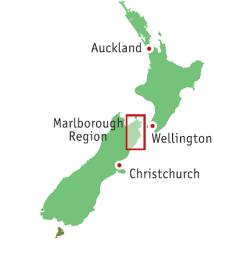 Auckland
Marlborough
Region
Wellington
Christchurch